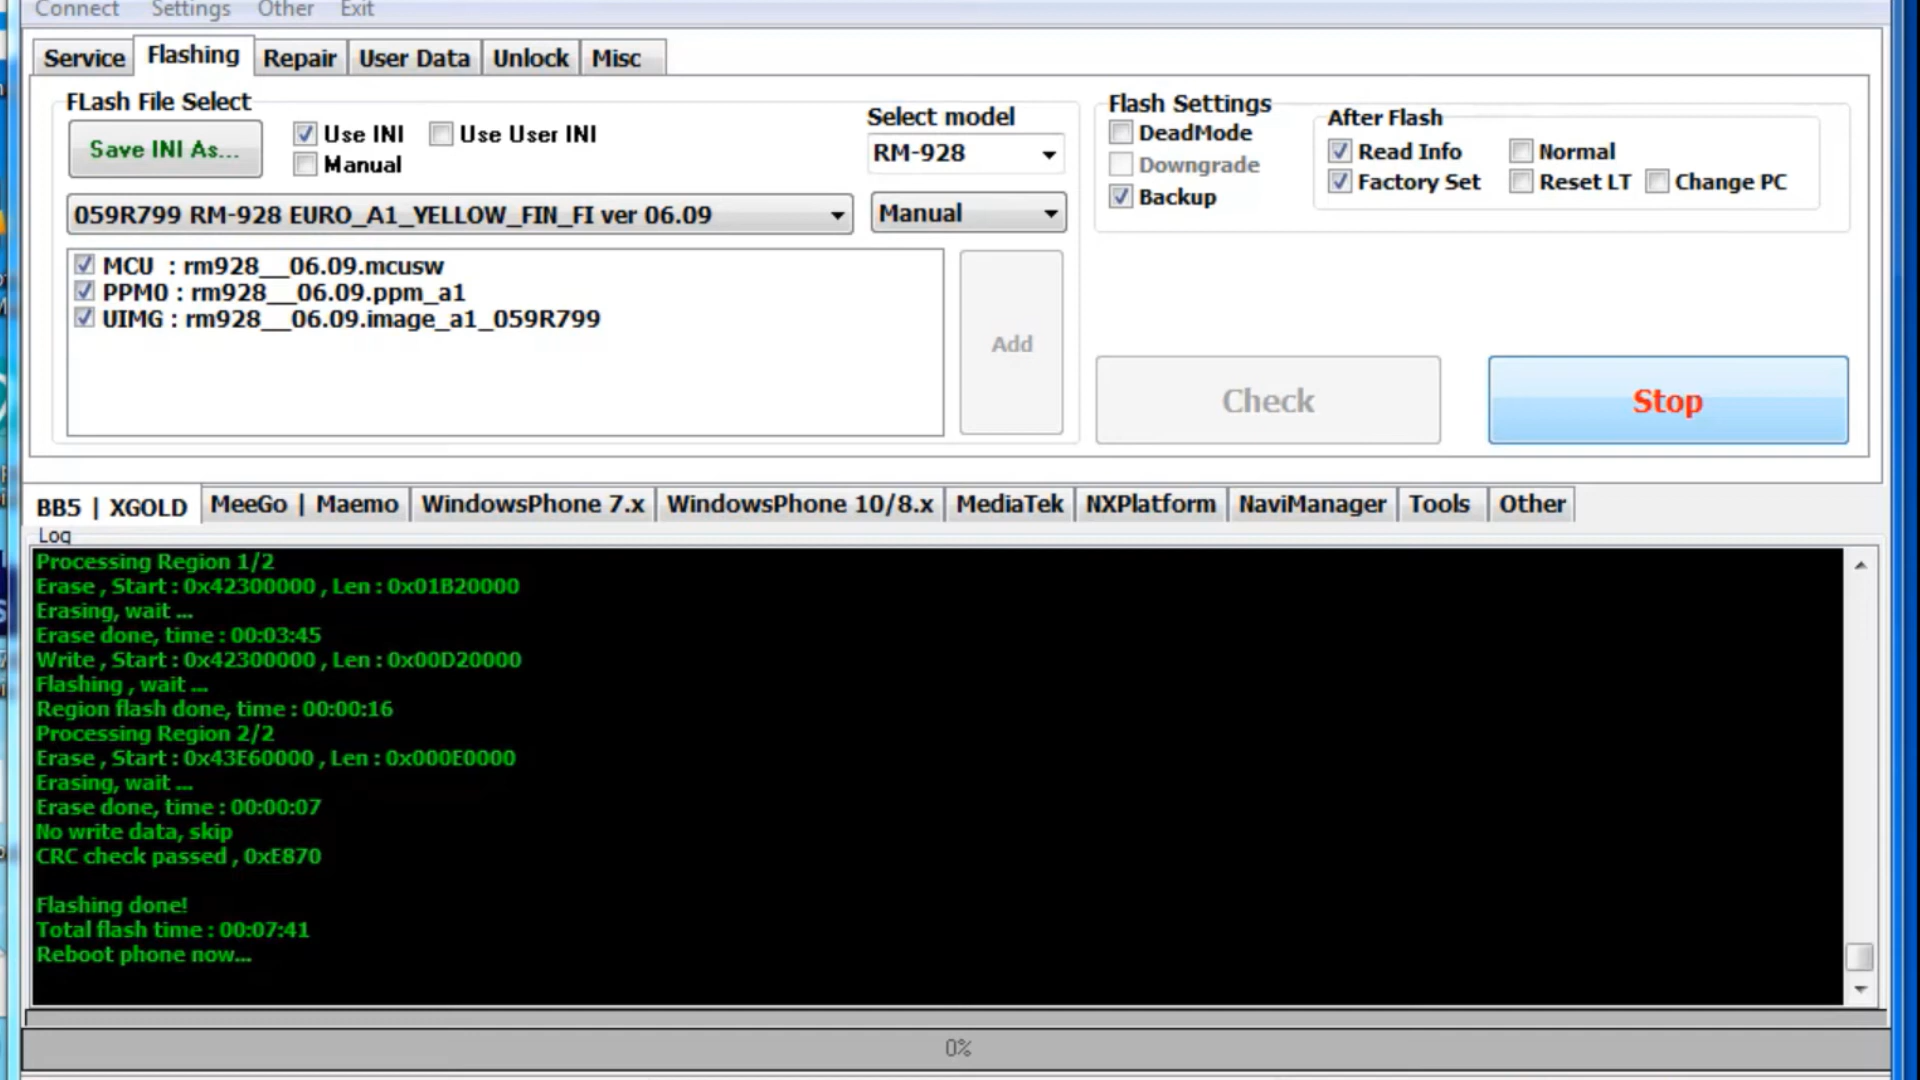 Connect Settings Other Exit
Service Flashing Repair User Data Unlock Misc
FLash File Select
Save INI As...
Use INI Use User INI
Manual
Select model
RM-928
059R799 RM-928 EURO_A1_YELLOW_FIN_FI ver 06.09
Manual
MCU : rm928__06.09.mcusw
PPM0 : rm928__06.09.ppm_a1
UIMG : rm928__06.09.image_a1_059R799
Add
Flash Settings
DeadMode
Downgrade
Backup
After Flash
Read Info Normal
Factory Set Reset LT Change PC
Check
Stop
BB5 | XGOLD MeeGo | Maemo WindowsPhone 7.x WindowsPhone 10/8.x MediaTek NXPlatform NaviManager Tools Other
Log
Processing Region 1/2
Erase , Start : 0x42300000 , Len : 0x01B20000
Erasing, wait ...
Erase done, time : 00:03:45
Write , Start : 0x42300000 , Len : 0x00D20000
Flashing , wait ...
Region flash done, time : 00:00:16
Processing Region 2/2
Erase , Start : 0x43E60000 , Len : 0x000E0000
Erasing, wait ...
Erase done, time : 00:00:07
No write data, skip
CRC check passed , 0xE870
Flashing done!
Total flash time : 00:07:41
Reboot phone now...
0%